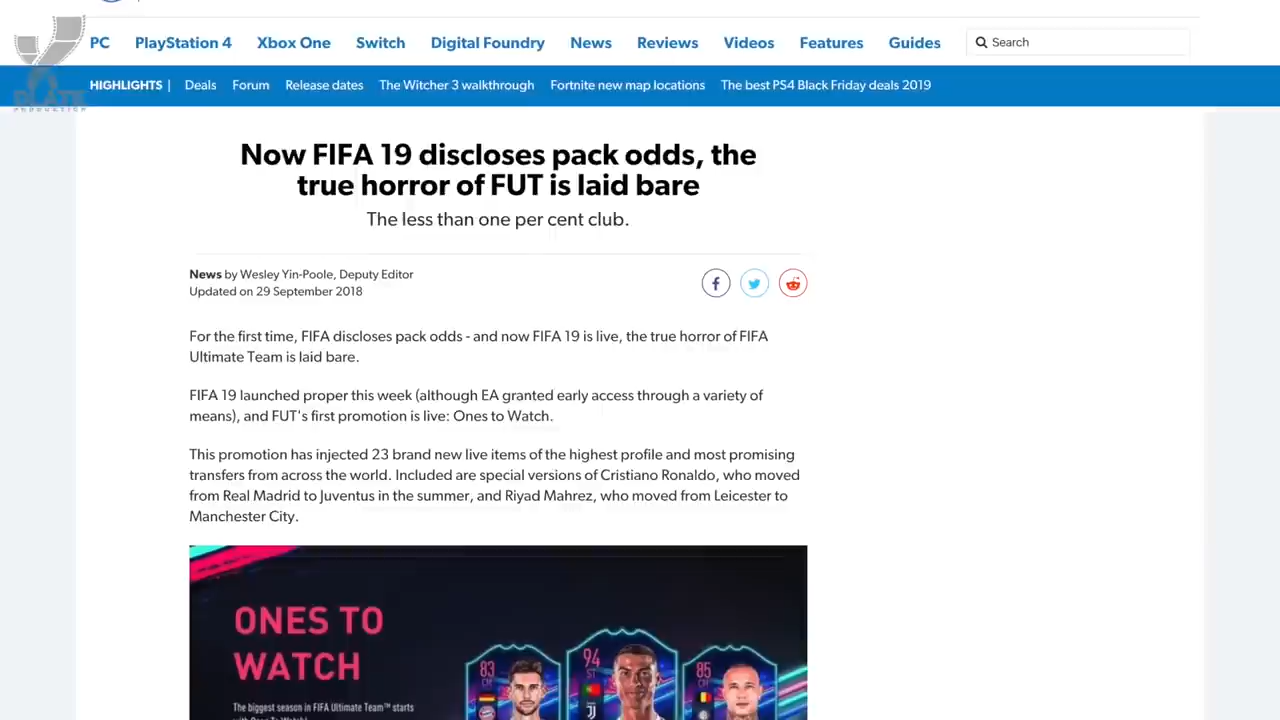 PC PlayStation 4 Xbox One Switch Digital Foundry News Reviews Videos Features Guides Search
HIGHLIGHTS | Deals Forum Release dates The Witcher 3 walkthrough Fortnite new map locations The best PS4 Black Friday deals 2019
PRODUCTION
Now FIFA 19 discloses pack odds, the
true horror of FUT is laid bare
The less than one per cent club.
News by Wesley Yin-Poole, Deputy Editor
Updated on 29 September 2018
For the first time, FIFA discloses pack odds - and now FIFA 19 is live, the true horror of FIFA
Ultimate Team is laid bare.
FIFA 19 launched proper this week (although EA granted early access through a variety of
means), and FUT's first promotion is live: Ones to Watch.
This promotion has injected 23 brand new live items of the highest profile and most promising
transfers from across the world. Included are special versions of Cristiano Ronaldo, who moved
from Real Madrid to Juventus in the summer, and Riyad Mahrez, who moved from Leicester to
Manchester City.
ONES TO
WATCH
The biggest season in FIFA Ultimate Team™ starts
with Ones To Watch!
83
94
ST
85
CM